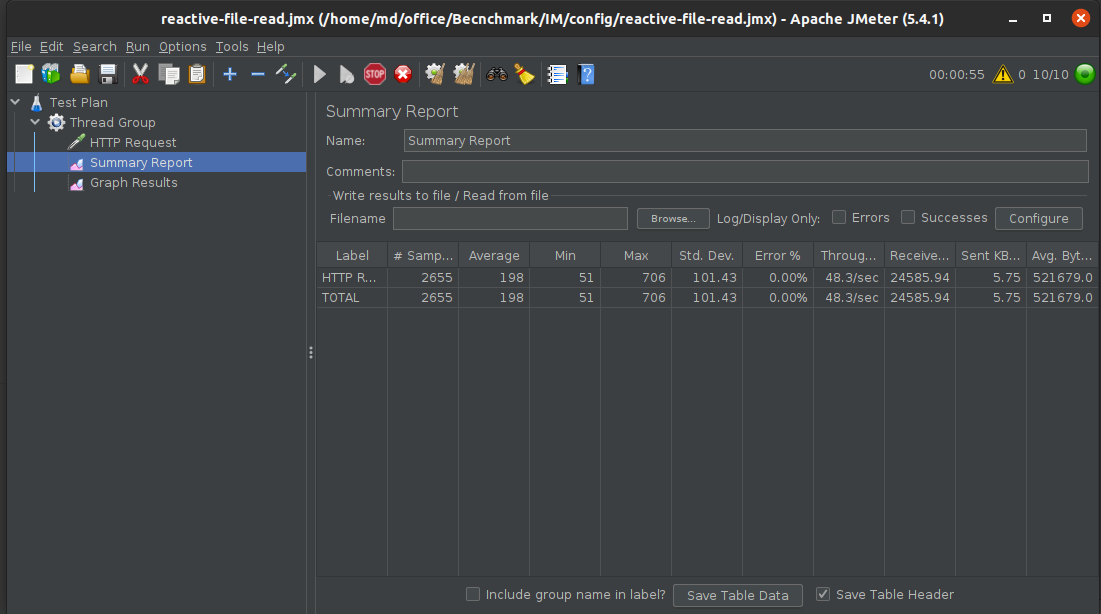 reactive-file-read.jmx (/home/md/office/Becnchmark/IM/config/reactive-file-read.jmx) - Apache JMeter (5.4.1)
File Edit Search Run Options Tools Help
STOP ? 00:00:55 ! 0 10/10
Test Plan
Thread Group
HTTP Request
Summary Report
Graph Results
Summary Report
Name: Summary Report
Comments:
Write results to file / Read from file
Filename Browse... Log/Display Only: Errors Successes Configure
Label # Samp... Average Min Max Std. Dev. Error % Throug... Receive... Sent KB... Avg. Byt...
HTTP R... 2655 198 51 706 101.43 0.00% 48.3/sec 24585.94 5.75 521679.0
TOTAL 2655 198 51 706 101.43 0.00% 48.3/sec 24585.94 5.75 521679.0
Include group name in label? Save Table Data Save Table Header